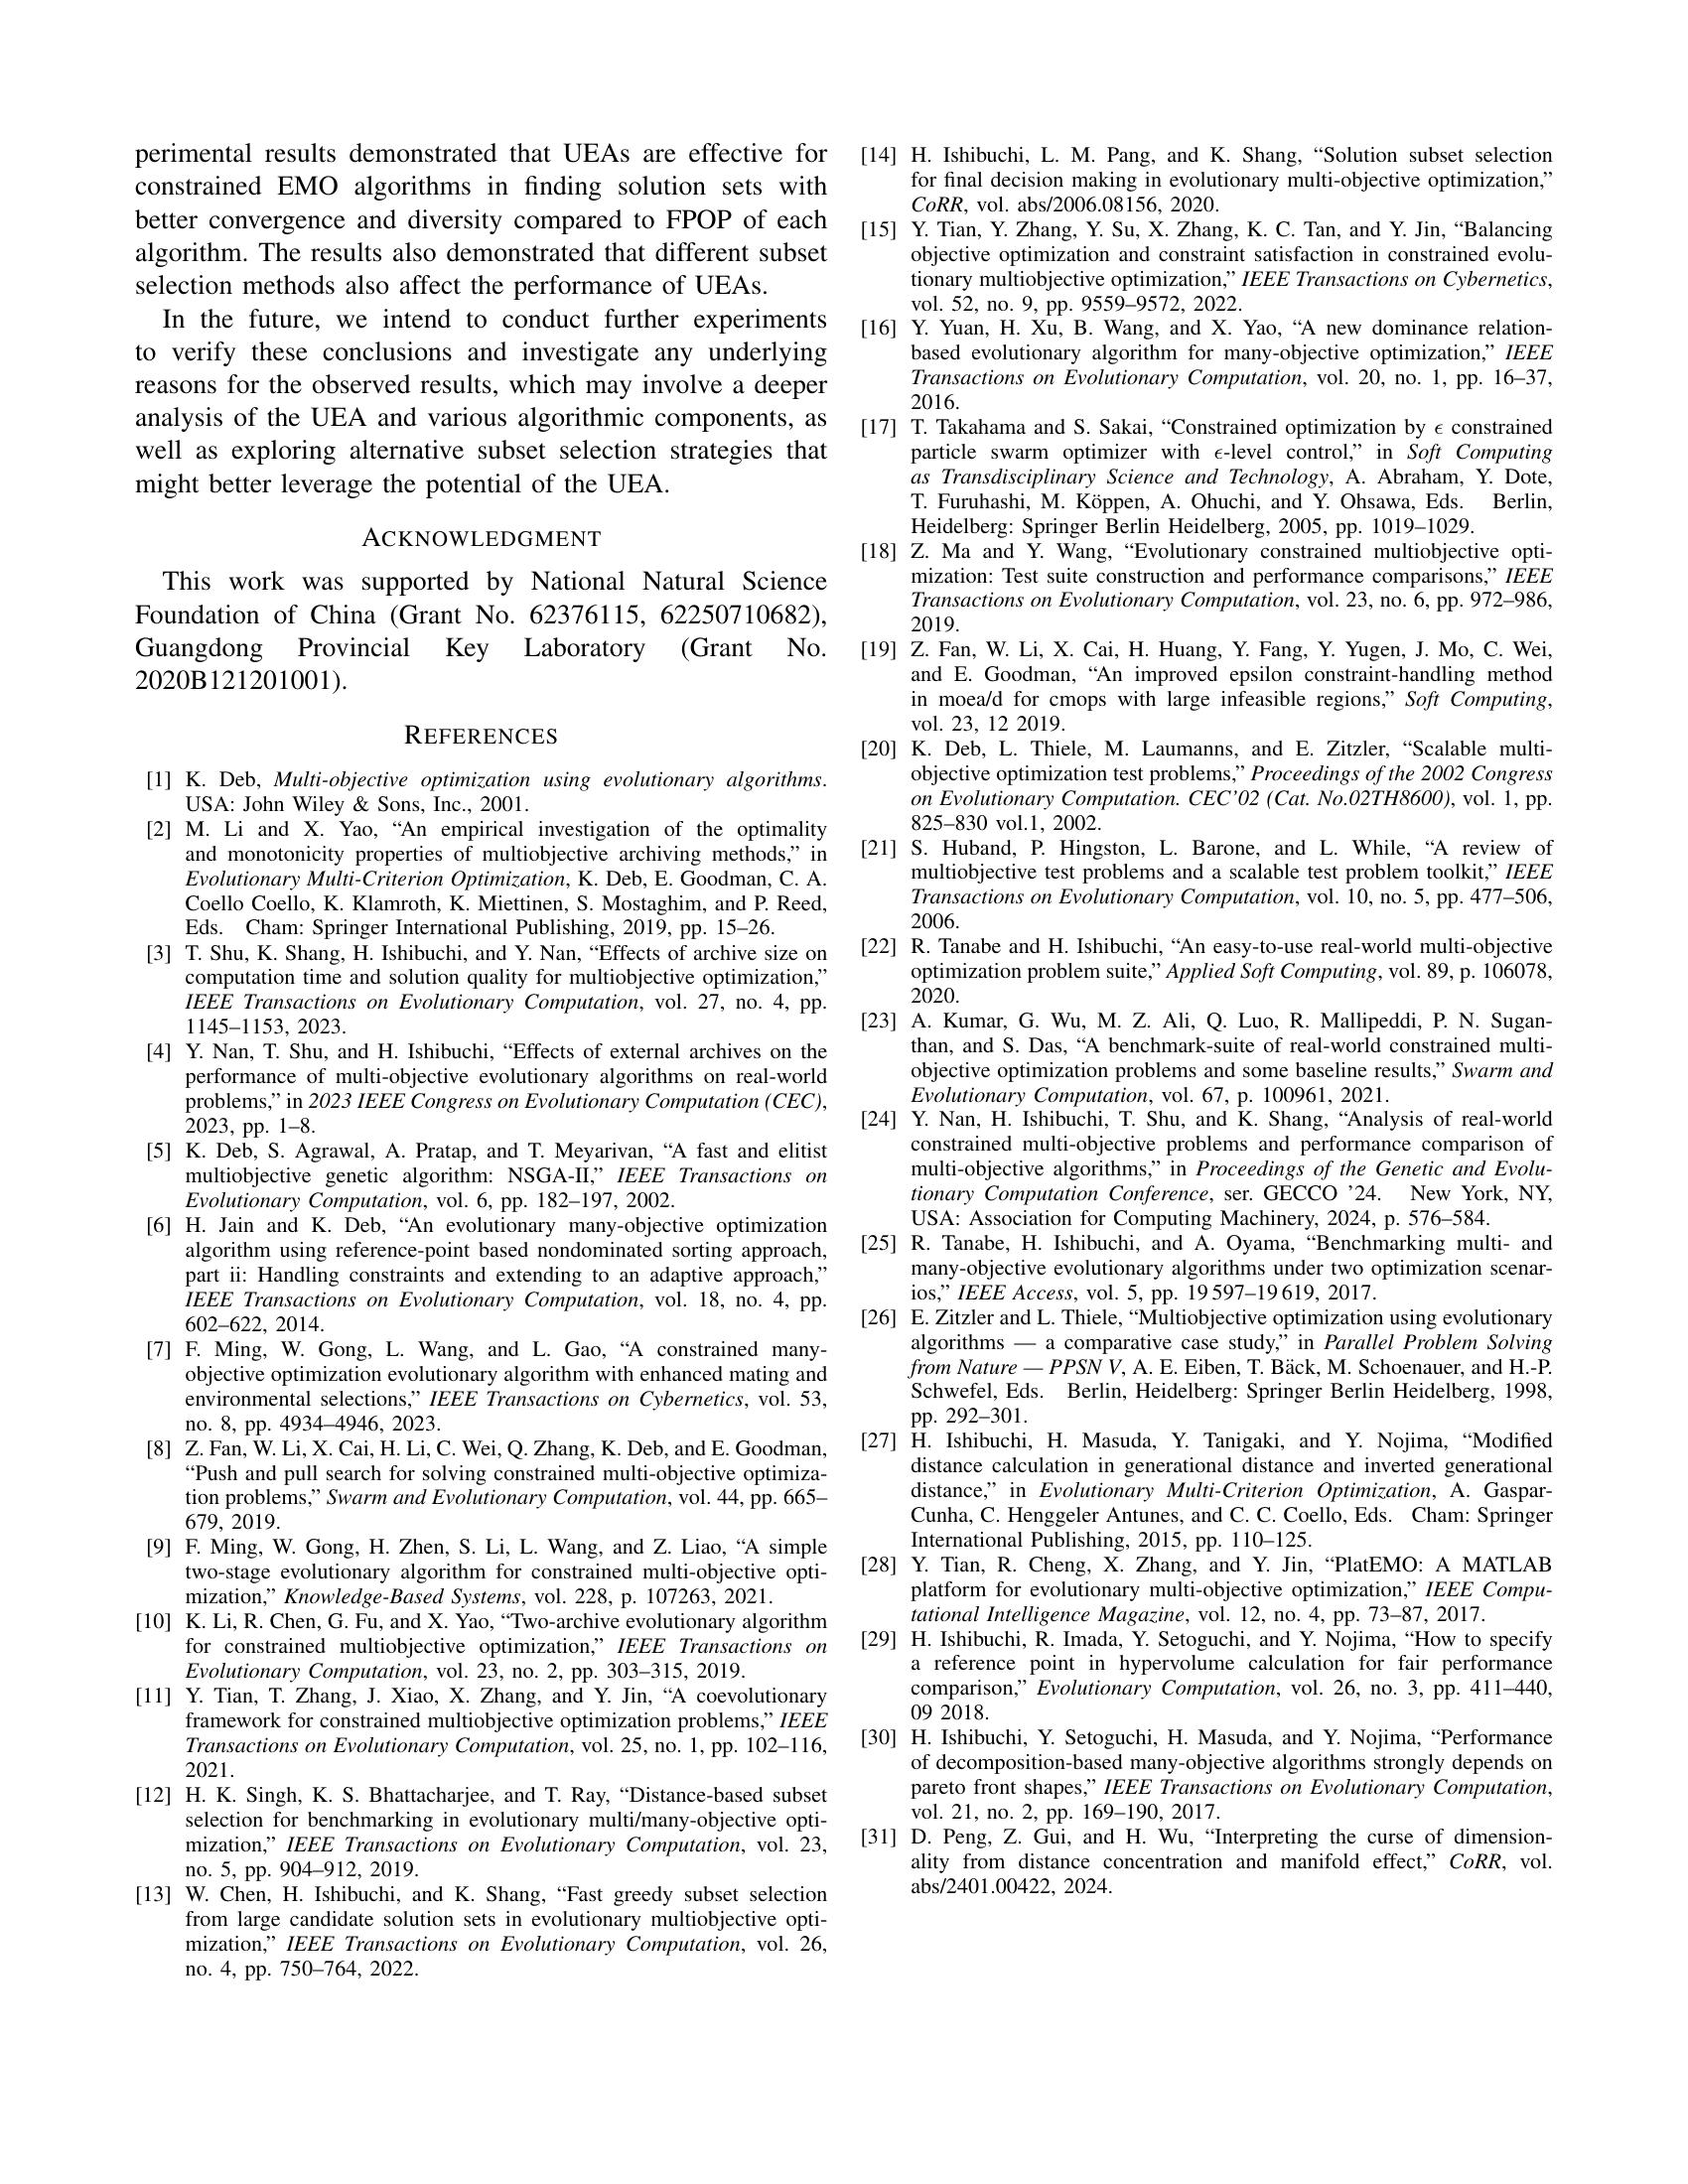 perimental results demonstrated that UEAs are effective for
constrained EMO algorithms in finding solution sets with
better convergence and diversity compared to FPOP of each
algorithm. The results also demonstrated that different subset
selection methods also affect the performance of UEAs.
In the future, we intend to conduct further experiments
to verify these conclusions and investigate any underlying
reasons for the observed results, which may involve a deeper
analysis of the UEA and various algorithmic components, as
well as exploring alternative subset selection strategies that
might better leverage the potential of the UEA.
ACKNOWLEDGMENT
This work was supported by National Natural Science
Foundation of China (Grant No. 62376115, 62250710682),
Guangdong Provincial Key Laboratory (Grant No.
2020B121201001).
REFERENCES
[1] K. Deb, Multi-objective optimization using evolutionary algorithms.
USA: John Wiley & Sons, Inc., 2001.
[2] M. Li and X. Yao, “An empirical investigation of the optimality
and monotonicity properties of multiobjective archiving methods,” in
Evolutionary Multi-Criterion Optimization, K. Deb, E. Goodman, C. A.
Coello Coello, K. Klamroth, K. Miettinen, S. Mostaghim, and P. Reed,
Eds. Cham: Springer International Publishing, 2019, pp. 15–26.
[3] T. Shu, K. Shang, H. Ishibuchi, and Y. Nan, “Effects of archive size on
computation time and solution quality for multiobjective optimization,”
IEEE Transactions on Evolutionary Computation, vol. 27, no. 4, pp.
1145–1153, 2023.
[4] Y. Nan, T. Shu, and H. Ishibuchi, “Effects of external archives on the
performance of multi-objective evolutionary algorithms on real-world
problems,” in 2023 IEEE Congress on Evolutionary Computation (CEC),
2023, pp. 1–8.
[5] K. Deb, S. Agrawal, A. Pratap, and T. Meyarivan, “A fast and elitist
multiobjective genetic algorithm: NSGA-II,” IEEE Transactions on
Evolutionary Computation, vol. 6, pp. 182–197, 2002.
[6] H. Jain and K. Deb, “An evolutionary many-objective optimization
algorithm using reference-point based nondominated sorting approach,
part ii: Handling constraints and extending to an adaptive approach,”
IEEE Transactions on Evolutionary Computation, vol. 18, no. 4, pp.
602–622, 2014.
[7] F. Ming, W. Gong, L. Wang, and L. Gao, “A constrained many-
objective optimization evolutionary algorithm with enhanced mating and
environmental selections,” IEEE Transactions on Cybernetics, vol. 53,
no. 8, pp. 4934–4946, 2023.
[8] Z. Fan, W. Li, X. Cai, H. Li, C. Wei, Q. Zhang, K. Deb, and E. Goodman,
“Push and pull search for solving constrained multi-objective optimiza-
tion problems,” Swarm and Evolutionary Computation, vol. 44, pp. 665–
679, 2019.
[9] F. Ming, W. Gong, H. Zhen, S. Li, L. Wang, and Z. Liao, “A simple
two-stage evolutionary algorithm for constrained multi-objective opti-
mization,” Knowledge-Based Systems, vol. 228, p. 107263, 2021.
[10] K. Li, R. Chen, G. Fu, and X. Yao, “Two-archive evolutionary algorithm
for constrained multiobjective optimization,” IEEE Transactions on
Evolutionary Computation, vol. 23, no. 2, pp. 303–315, 2019.
[11] Y. Tian, T. Zhang, J. Xiao, X. Zhang, and Y. Jin, “A coevolutionary
framework for constrained multiobjective optimization problems,” IEEE
Transactions on Evolutionary Computation, vol. 25, no. 1, pp. 102–116,
2021.
[12] H. K. Singh, K. S. Bhattacharjee, and T. Ray, “Distance-based subset
selection for benchmarking in evolutionary multi/many-objective opti-
mization,” IEEE Transactions on Evolutionary Computation, vol. 23,
no. 5, pp. 904–912, 2019.
[13] W. Chen, H. Ishibuchi, and K. Shang, “Fast greedy subset selection
from large candidate solution sets in evolutionary multiobjective opti-
mization,” IEEE Transactions on Evolutionary Computation, vol. 26,
no. 4, pp. 750–764, 2022.
[14] H. Ishibuchi, L. M. Pang, and K. Shang, “Solution subset selection
for final decision making in evolutionary multi-objective optimization,”
CoRR, vol. abs/2006.08156, 2020.
[15] Y. Tian, Y. Zhang, Y. Su, X. Zhang, K. C. Tan, and Y. Jin, “Balancing
objective optimization and constraint satisfaction in constrained evolu-
tionary multiobjective optimization,” IEEE Transactions on Cybernetics,
vol. 52, no. 9, pp. 9559–9572, 2022.
[16] Y. Yuan, H. Xu, B. Wang, and X. Yao, “A new dominance relation-
based evolutionary algorithm for many-objective optimization,” IEEE
Transactions on Evolutionary Computation, vol. 20, no. 1, pp. 16–37,
2016.
[17] T. Takahama and S. Sakai, “Constrained optimization by ϵ constrained
particle swarm optimizer with ϵ-level control,” in Soft Computing
as Transdisciplinary Science and Technology, A. Abraham, Y. Dote,
T. Furuhashi, M. Köppen, A. Ohuchi, and Y. Ohsawa, Eds. Berlin,
Heidelberg: Springer Berlin Heidelberg, 2005, pp. 1019–1029.
[18] Z. Ma and Y. Wang, “Evolutionary constrained multiobjective opti-
mization: Test suite construction and performance comparisons,” IEEE
Transactions on Evolutionary Computation, vol. 23, no. 6, pp. 972–986,
2019.
[19] Z. Fan, W. Li, X. Cai, H. Huang, Y. Fang, Y. Yugen, J. Mo, C. Wei,
and E. Goodman, “An improved epsilon constraint-handling method
in moea/d for cmops with large infeasible regions,” Soft Computing,
vol. 23, 12 2019.
[20] K. Deb, L. Thiele, M. Laumanns, and E. Zitzler, “Scalable multi-
objective optimization test problems,” Proceedings of the 2002 Congress
on Evolutionary Computation. CEC’02 (Cat. No.02TH8600), vol. 1, pp.
825–830 vol.1, 2002.
[21] S. Huband, P. Hingston, L. Barone, and L. While, “A review of
multiobjective test problems and a scalable test problem toolkit,” IEEE
Transactions on Evolutionary Computation, vol. 10, no. 5, pp. 477–506,
2006.
[22] R. Tanabe and H. Ishibuchi, “An easy-to-use real-world multi-objective
optimization problem suite,” Applied Soft Computing, vol. 89, p. 106078,
2020.
[23] A. Kumar, G. Wu, M. Z. Ali, Q. Luo, R. Mallipeddi, P. N. Sugan-
than, and S. Das, “A benchmark-suite of real-world constrained multi-
objective optimization problems and some baseline results,” Swarm and
Evolutionary Computation, vol. 67, p. 100961, 2021.
[24] Y. Nan, H. Ishibuchi, T. Shu, and K. Shang, “Analysis of real-world
constrained multi-objective problems and performance comparison of
multi-objective algorithms,” in Proceedings of the Genetic and Evolu-
tionary Computation Conference, ser. GECCO ’24. New York, NY,
USA: Association for Computing Machinery, 2024, p. 576–584.
[25] R. Tanabe, H. Ishibuchi, and A. Oyama, “Benchmarking multi- and
many-objective evolutionary algorithms under two optimization scenar-
ios,” IEEE Access, vol. 5, pp. 19 597–19 619, 2017.
[26] E. Zitzler and L. Thiele, “Multiobjective optimization using evolutionary
algorithms — a comparative case study,” in Parallel Problem Solving
from Nature — PPSN V, A. E. Eiben, T. Bäck, M. Schoenauer, and H.-P.
Schwefel, Eds. Berlin, Heidelberg: Springer Berlin Heidelberg, 1998,
pp. 292–301.
[27] H. Ishibuchi, H. Masuda, Y. Tanigaki, and Y. Nojima, “Modified
distance calculation in generational distance and inverted generational
distance,” in Evolutionary Multi-Criterion Optimization, A. Gaspar-
Cunha, C. Henggeler Antunes, and C. C. Coello, Eds. Cham: Springer
International Publishing, 2015, pp. 110–125.
[28] Y. Tian, R. Cheng, X. Zhang, and Y. Jin, “PlatEMO: A MATLAB
platform for evolutionary multi-objective optimization,” IEEE Compu-
tational Intelligence Magazine, vol. 12, no. 4, pp. 73–87, 2017.
[29] H. Ishibuchi, R. Imada, Y. Setoguchi, and Y. Nojima, “How to specify
a reference point in hypervolume calculation for fair performance
comparison,” Evolutionary Computation, vol. 26, no. 3, pp. 411–440,
09 2018.
[30] H. Ishibuchi, Y. Setoguchi, H. Masuda, and Y. Nojima, “Performance
of decomposition-based many-objective algorithms strongly depends on
pareto front shapes,” IEEE Transactions on Evolutionary Computation,
vol. 21, no. 2, pp. 169–190, 2017.
[31] D. Peng, Z. Gui, and H. Wu, “Interpreting the curse of dimension-
ality from distance concentration and manifold effect,” CoRR, vol.
abs/2401.00422, 2024.